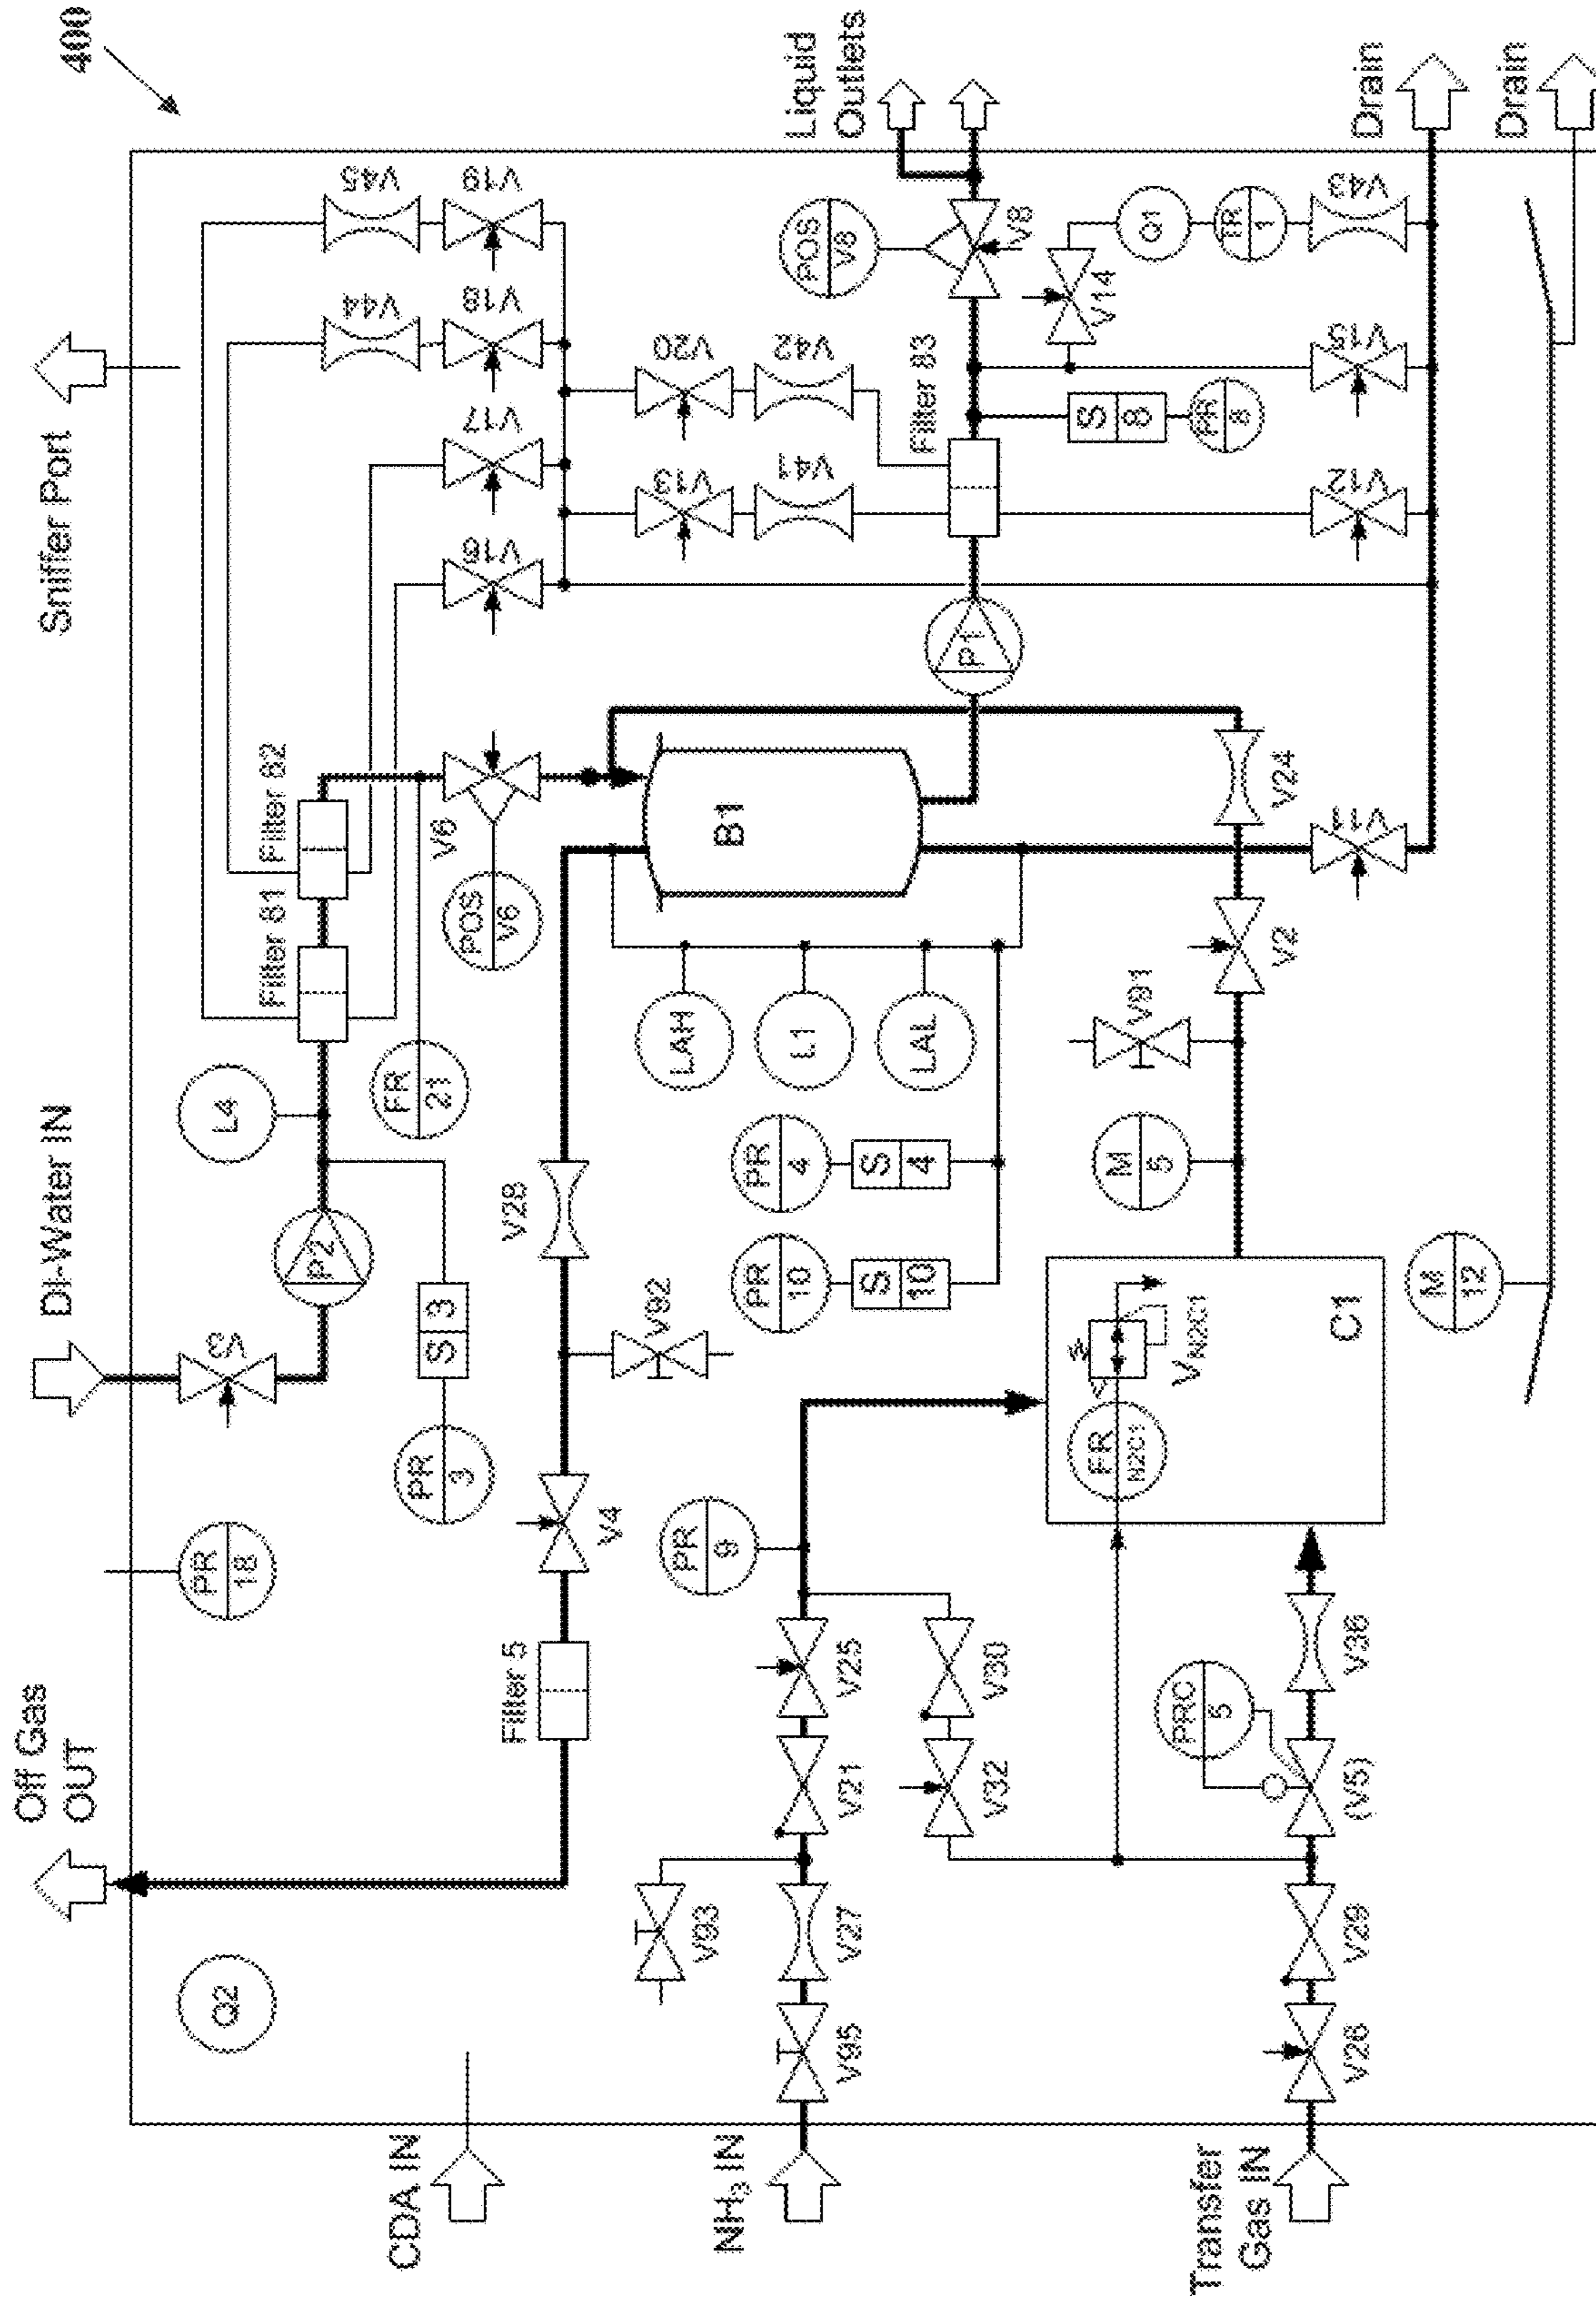 400
Sniffer Port
DI-Water IN
Off Gas
OUT
CDA IN
NH3 IN
Transfer
Gas IN
Liquid
Outlets
Drain
Drain
V45
V19
V44
V18
V17
V16
V20
V42
V13
V41
Filter 83
POS
V8
V8
V14
Q1
TR
1
V43
V15
S
8
PR
8
V12
P1
Filter 82
Filter 81
V6
POS
V6
B1
V24
V11
V2
V91
L4
FR
21
LAH
L1
LAL
P2
S
3
PR
3
V28
V92
PR
4
S
4
PR
10
S
10
M
5
M
12
C1
VN2C1
FR
N2C1
PR
18
V4
Filter 5
PR
9
V25
V30
V21
V32
V36
PRC
5
(V5)
V93
V27
V29
Q2
V95
V26